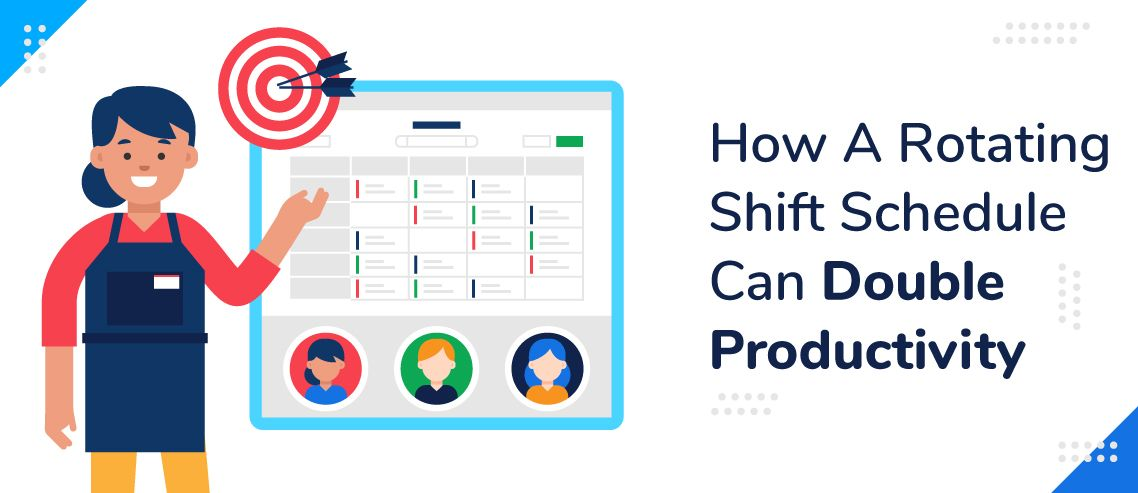 How A Rotating
Shift Schedule
Can Double
Productivity